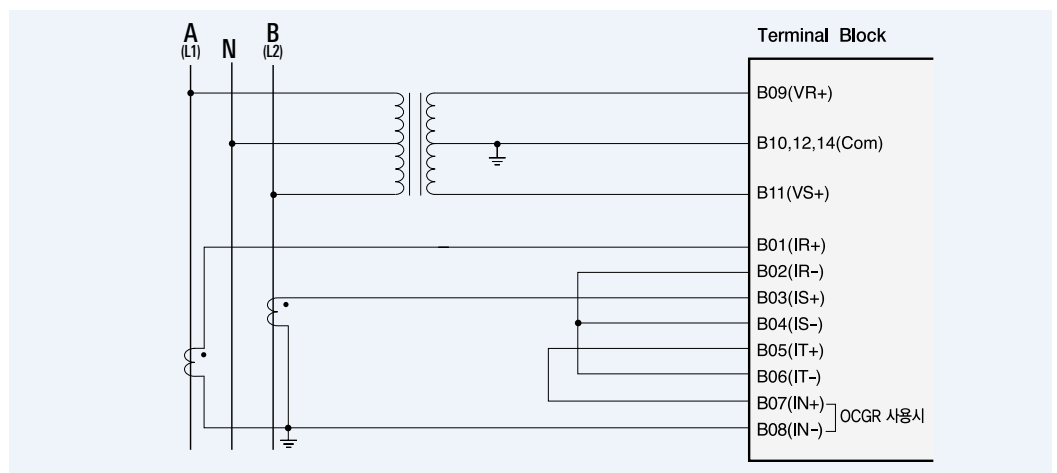 A
(L1)
N
B
(L2)
Terminal Block
B09(VR+)
B10,12,14(Com)
B11(VS+)
B01(IR+)
B02(IR-)
B03(IS+)
B04(IS-)
B05(IT+)
B06(IT-)
B07(IN+)
B08(IN-)
OCGR 사용시